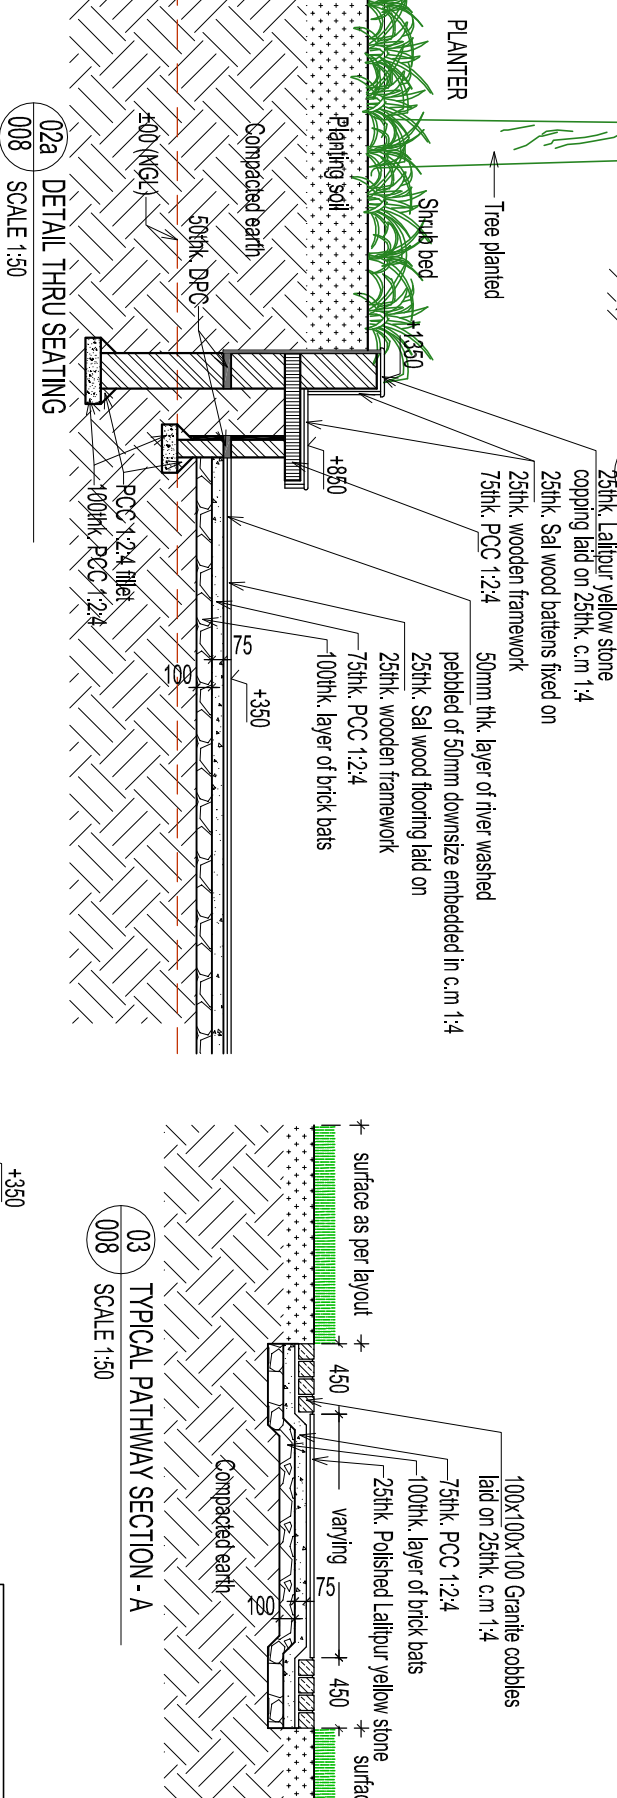 PLANTER
Tree planted
Shrub bed
Planting soil
Compacted earth
±00 (NGL)
50thk. DPC
+1350
+850
25thk. Lalitpur yellow stone
copping laid on 25thk. c.m 1:4
25thk. Sal wood battens fixed on
25thk. wooden framework
75thk. PCC 1:2:4
50mm thk. layer of river washed
pebbled of 50mm downsize embedded in c.m 1:4
25thk. Sal wood flooring laid on
25thk. wooden framework
75thk. PCC 1:2:4
100thk. layer of brick bats
+350
75
100
PCC 1:2:4 fillet
100thk. PCC 1:2:4
02a
008
DETAIL THRU SEATING
SCALE 1:50
surface as per layout
450
varying
450
surfac
100x100x100 Granite cobbles
laid on 25thk. c.m 1:4
75thk. PCC 1:2:4
100thk. layer of brick bats
25thk. Polished Lalitpur yellow stone
75
100
Compacted earth
03
008
TYPICAL PATHWAY SECTION - A
SCALE 1:50
+350